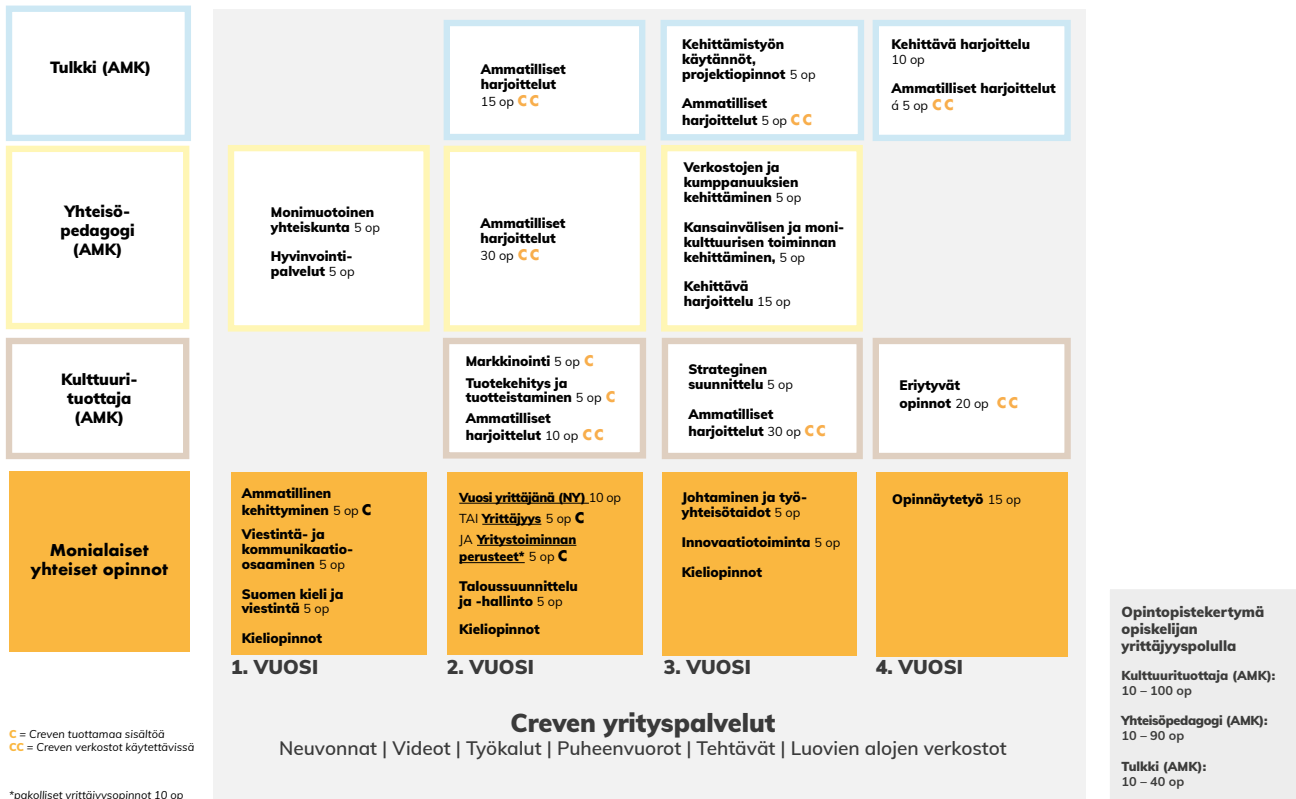 Tulkki (AMK)
Ammatilliset
harjoittelut
15 op CC
Kehittämistyön
käytännöt,
projektiopinnot 5 op
Ammatilliset
harjoittelut 5 op CC
Kehittävä harjoittelu
10 op
Ammatilliset harjoittelut
á 5 op CC
Yhteisö-
pedagogi
(AMK)
Monimuotoinen
yhteiskunta 5 op
Hyvinvointi-
palvelut 5 op
Ammatilliset
harjoittelut
30 op CC
Verkostojen ja
kumppanuuksien
kehittäminen 5 op
Kansainvälisen ja moni-
kulttuurisen toiminnan
kehittäminen, 5 op
Kehittävä
harjoittelu 15 op
Kulttuuri-
tuottaja
(AMK)
Markkinointi 5 op C
Tuotekehitys ja
tuotteistaminen 5 op C
Ammatilliset
harjoittelut 10 op CC
Strateginen
suunnittelu 5 op
Ammatilliset
harjoittelut 30 op CC
Eriytyvät
opinnot 20 op CC
Monialaiset
yhteiset opinnot
Ammatillinen
kehittyminen 5 op C
Viestintä- ja
kommunikaatio-
osaaminen 5 op
Suomen kieli ja
viestintä 5 op
Kieliopinnot
Vuosi yrittäjänä (NY) 10 op
TAI Yrittäjyys 5 op C
JA Yritystoiminnan
perusteet* 5 op C
Taloussuunnittelu
ja -hallinto 5 op
Kieliopinnot
Johtaminen ja työ-
yhteisötaidot 5 op
Innovaatiotoiminta 5 op
Kieliopinnot
Opinnäytetyö 15 op
1. VUOSI
2. VUOSI
3. VUOSI
4. VUOSI
Creven yrityspalvelut
Neuvonnat | Videot | Työkalut | Puheenvuorot | Tehtävät | Luovien alojen verkostot
C = Creven tuottamaa sisältöä
CC = Creven verkostot käytettävissä
*pakolliset yrittäjyysopinnot 10 op
Opintopistekertymä
opiskelijan
yrittäjyyspolulla
Kulttuurituottaja (AMK):
10 – 100 op
Yhteisöpedagogi (AMK):
10 – 90 op
Tulkki (AMK):
10 – 40 op